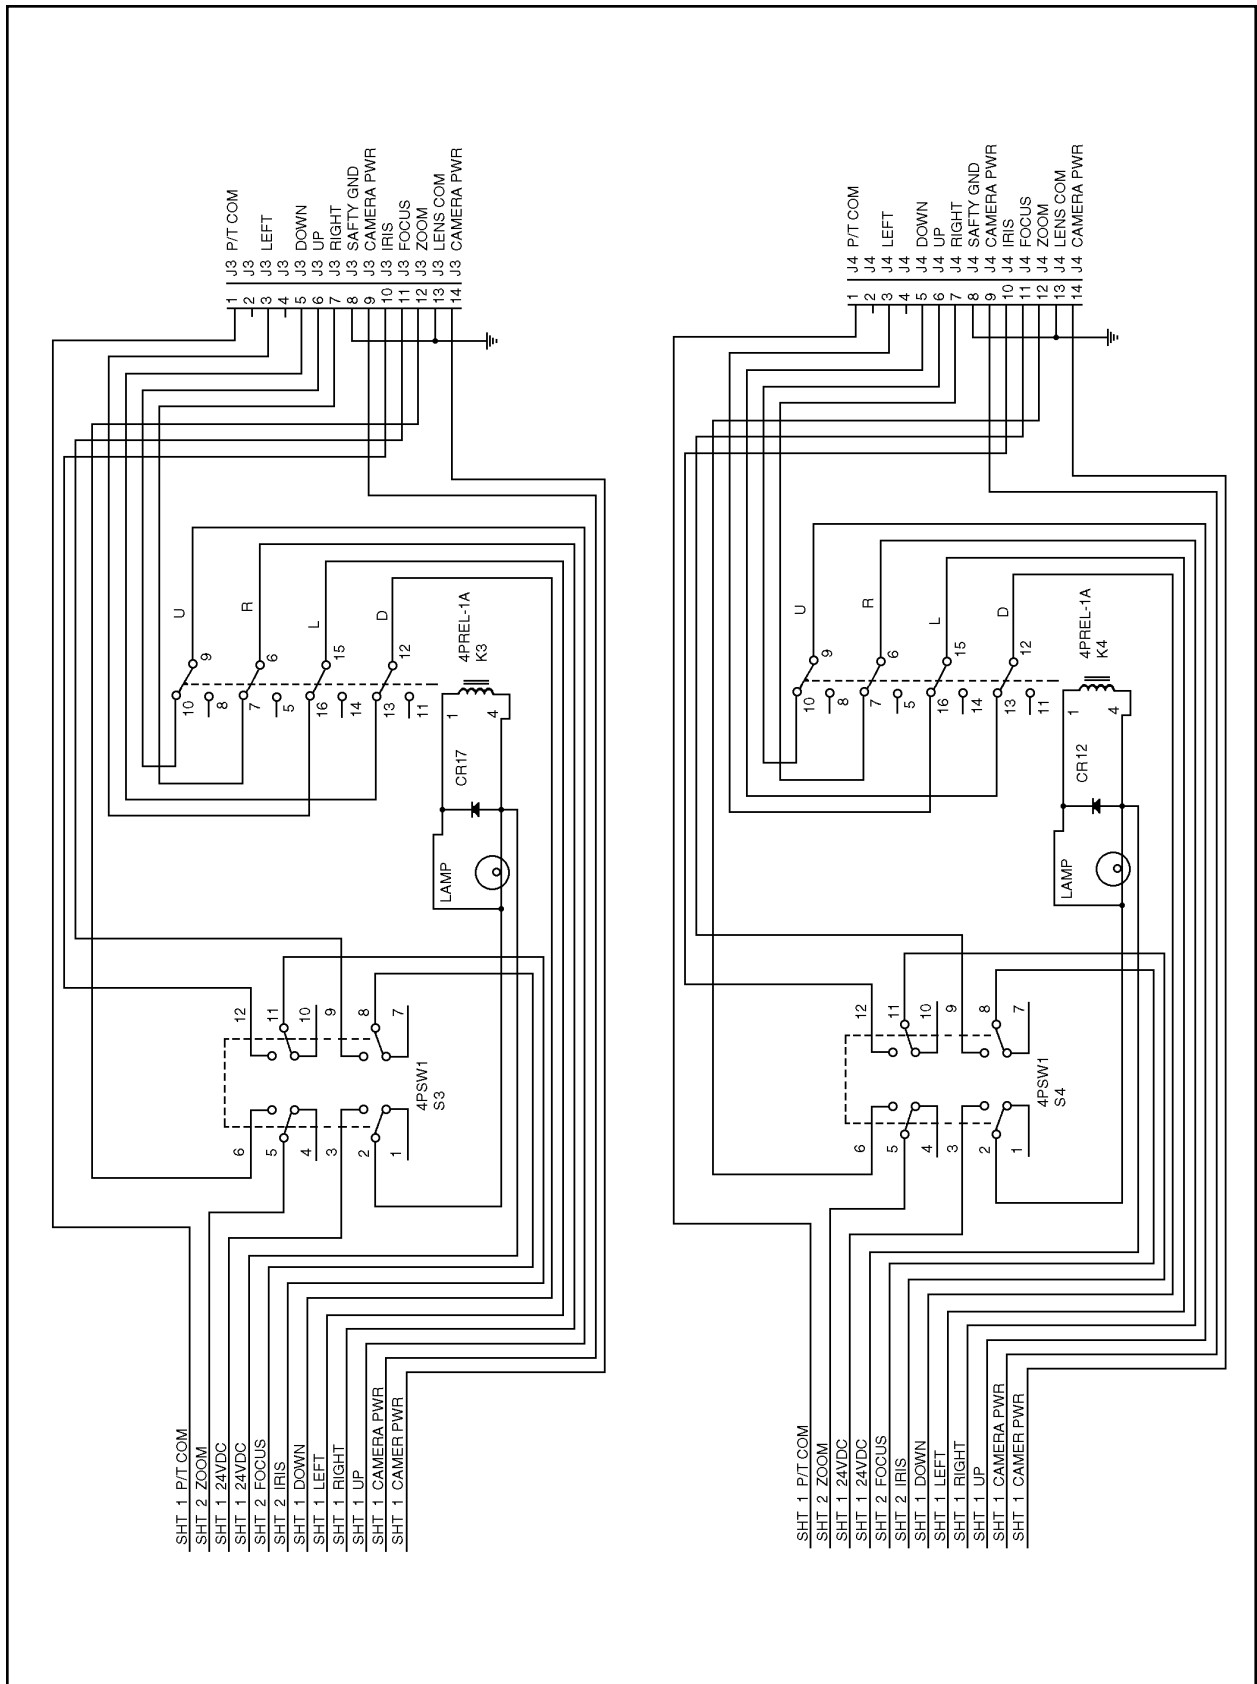 J3 P/T COM
J3
J3 LEFT
J3
J3 DOWN
J3 UP
J3 RIGHT
J3 SAFTY GND
J3 CAMERA PWR
J3 IRIS
J3 FOCUS
J3 ZOOM
J3 LENS COM
J3 CAMERA PWR
1
2
3
4
5
6
7
8
9
10
11
12
13
14
U
R
L
D
9
6
15
12
10
8
7
5
16
14
13
11
4PREL-1A
K3
1
4
CR17
LAMP
12
11
10
9
8
7
6
5
4
3
2
1
4PSW1
S3
SHT 1 P/T COM
SHT 2 ZOOM
SHT 1 24VDC
SHT 1 24VDC
SHT 2 FOCUS
SHT 2 IRIS
SHT 1 DOWN
SHT 1 LEFT
SHT 1 RIGHT
SHT 1 UP
SHT 1 CAMERA PWR
SHT 1 CAMER PWR
J4 P/T COM
J4
J4 LEFT
J4
J4 DOWN
J4 UP
J4 RIGHT
J4 SAFTY GND
J4 CAMERA PWR
J4 IRIS
J4 FOCUS
J4 ZOOM
J4 LENS COM
J4 CAMERA PWR
1
2
3
4
5
6
7
8
9
10
11
12
13
14
U
R
L
D
9
6
15
12
10
8
7
5
16
14
13
11
4PREL-1A
K4
1
4
CR12
LAMP
12
11
10
9
8
7
6
5
4
3
2
1
4PSW1
S4
SHT 1 P/T COM
SHT 2 ZOOM
SHT 1 24VDC
SHT 1 24VDC
SHT 2 FOCUS
SHT 2 IRIS
SHT 1 DOWN
SHT 1 LEFT
SHT 1 RIGHT
SHT 1 UP
SHT 1 CAMERA PWR
SHT 1 CAMER PWR